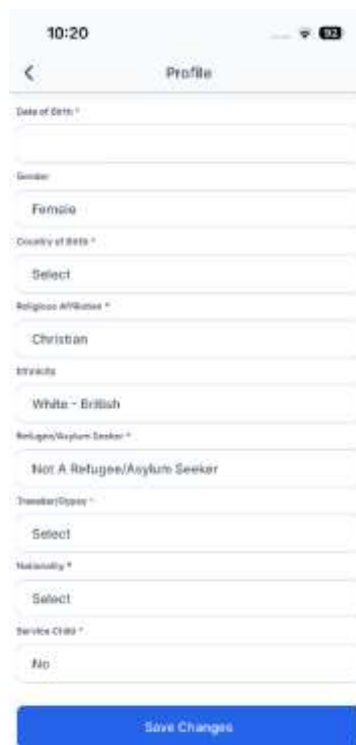 10:20
92
Profile
Date of Birth *
Gender
Female
Country of Birth *
Select
Religious Affiliation *
Christian
Ethnicity
White - British
Refugee/Asylum Seeker *
Not A Refugee/Asylum Seeker
Traveller/Gypsy *
Select
Nationality *
Select
Service Child *
No
Save Changes